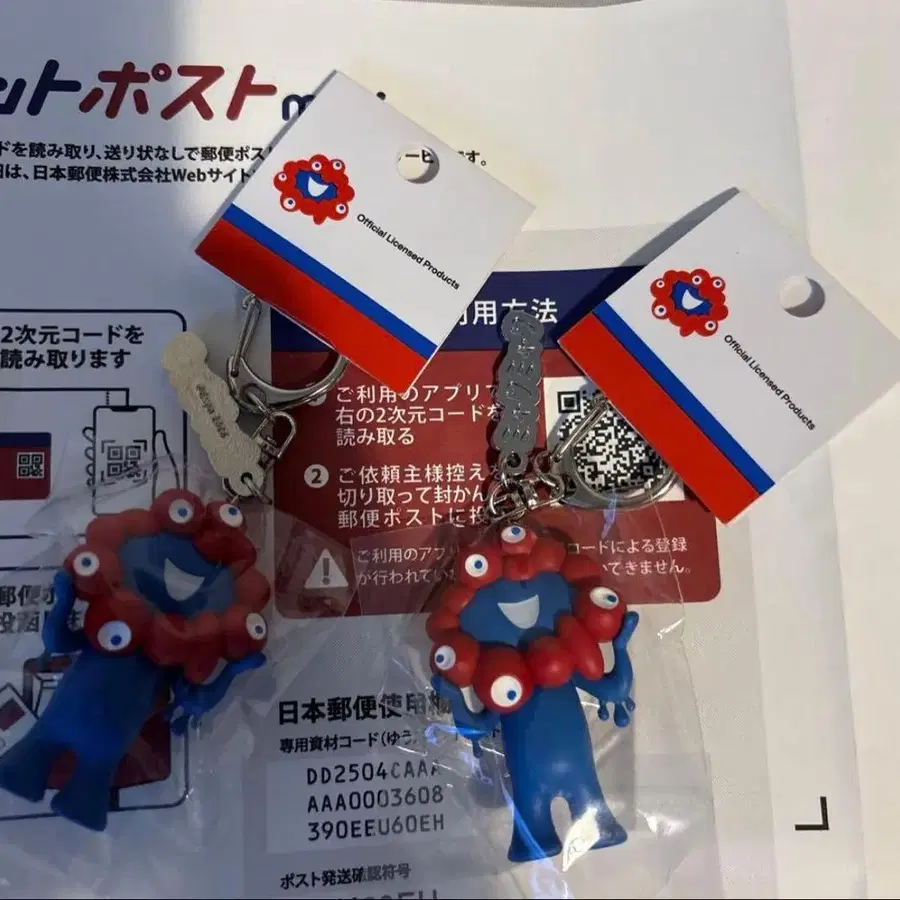 ットポスト
ドを読み取り、送り状なしで郵便ポス
ービ
す。
は、日本郵便株式会社Webサイト
Official Licensed Products
Official Licensed Products
2次元コードを
読み取ります
用方法
ご利用のアプリ
右の2次元コードを
読み取る
2 ご依頼主様控え
切り取って封かん
郵便ポストに投
ご利用のアプリ
コードによる登録
が行われてい
できません。
日本郵便使用
専用資材コード(ゆう
DD2504CAAA
AAA0003608
390EEU60EH
ポスト発送確認符号